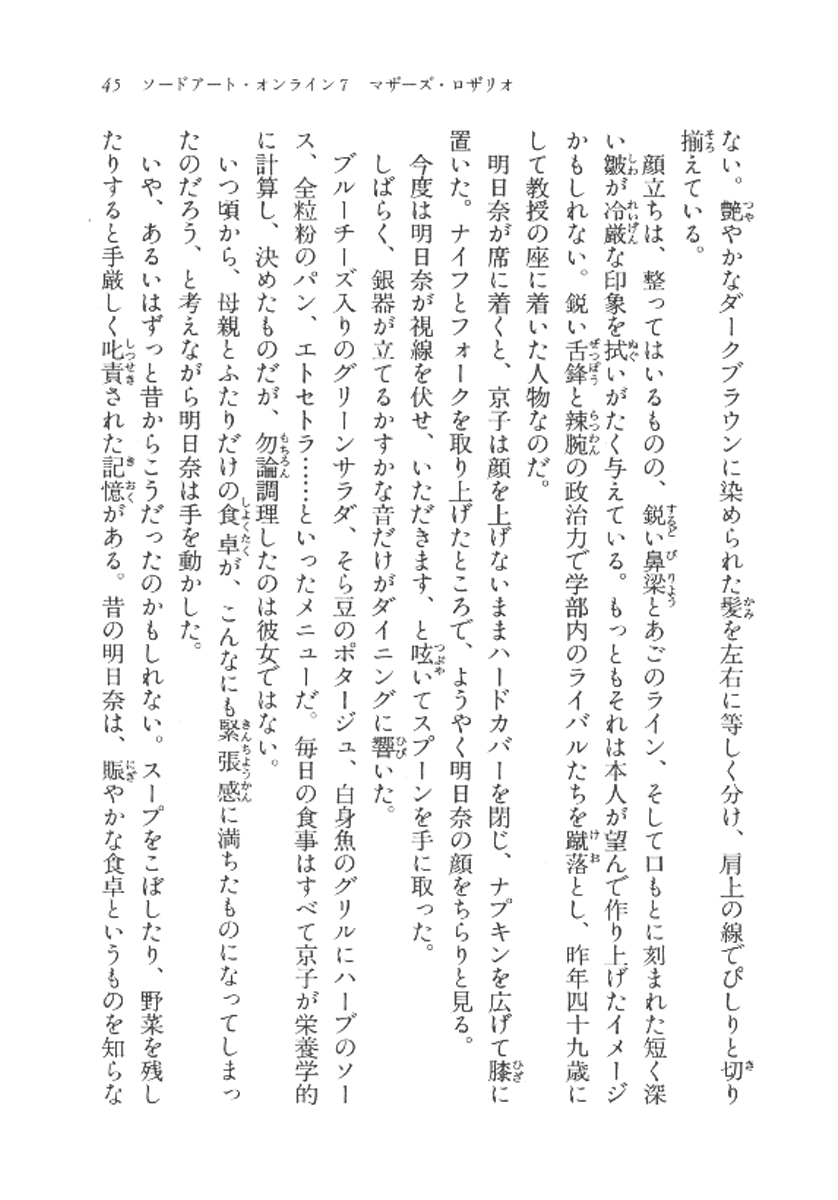 45　ソードアート・オンライン7　マザーズ・ロザリオ
ない。艶やかなダークブラウンに染められた髪を左右に等しく分け、肩上の線でぴしりと切り
揃えている。
　顔立ちは、整ってはいるものの、鋭い鼻梁とあごのライン、そして口もとに刻まれた短く深
い皺が冷厳な印象を拭いがたく与えている。もっともそれは本人が望んで作り上げたイメージ
かもしれない。鋭い舌鋒と辣腕の政治力で学部内のライバルたちを蹴落とし、昨年四十九歳に
して教授の座に着いた人物なのだ。
　明日奈が席に着くと、京子は顔を上げないままハードカバーを閉じ、ナプキンを広げて膝に
置いた。ナイフとフォークを取り上げたところで、ようやく明日奈の顔をちらりと見る。
　今度は明日奈が視線を伏せ、いただきます、と呟いてスプーンを手に取った。
　しばらく、銀器が立てるかすかな音だけがダイニングに響いた。
　ブルーチーズ入りのグリーンサラダ、そら豆のポタージュ、白身魚のグリルにハーブのソー
ス、全粒粉のパン、エトセトラ……といったメニューだ。毎日の食事はすべて京子が栄養学的
に計算し、決めたものだが、勿論調理したのは彼女ではない。
　いつ頃から、母親とふたりだけの食卓が、こんなにも緊張感に満ちたものになってしまっ
たのだろう、と考えながら明日奈は手を動かした。
　いや、あるいはずっと昔からこうだったのかもしれない。スープをこぼしたり、野菜を残し
たりすると手厳しく叱責された記憶がある。昔の明日奈は、賑やかな食卓というものを知らな